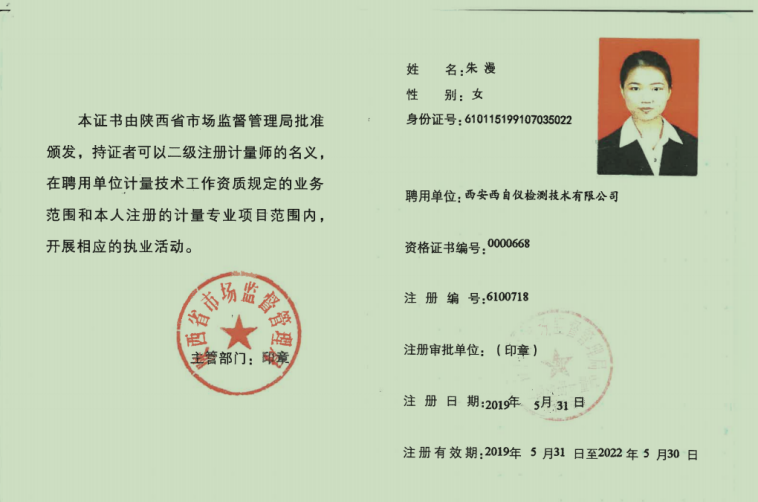 本证书由陕西省市场监督管理局批准
颁发，持证者可以二级注册计量师的名义，
在聘用单位计量技术工作资质规定的业务
范围和本人注册的计量专业项目范围内，
开展相应的执业活动。
陕西省市场监督管理局
主管部门：印章
姓 名:朱 漫
性 别: 女
身份证号:610115199107035022
聘用单位:西安西自仪检测技术有限公司
资格证书编号:0000668
注 册 编 号:6100718
注册审批单位:（印章）
注 册 日 期:2019年 5月 31 日
注册有效期:2019年 5 月31 日至2022 年 5 月30 日